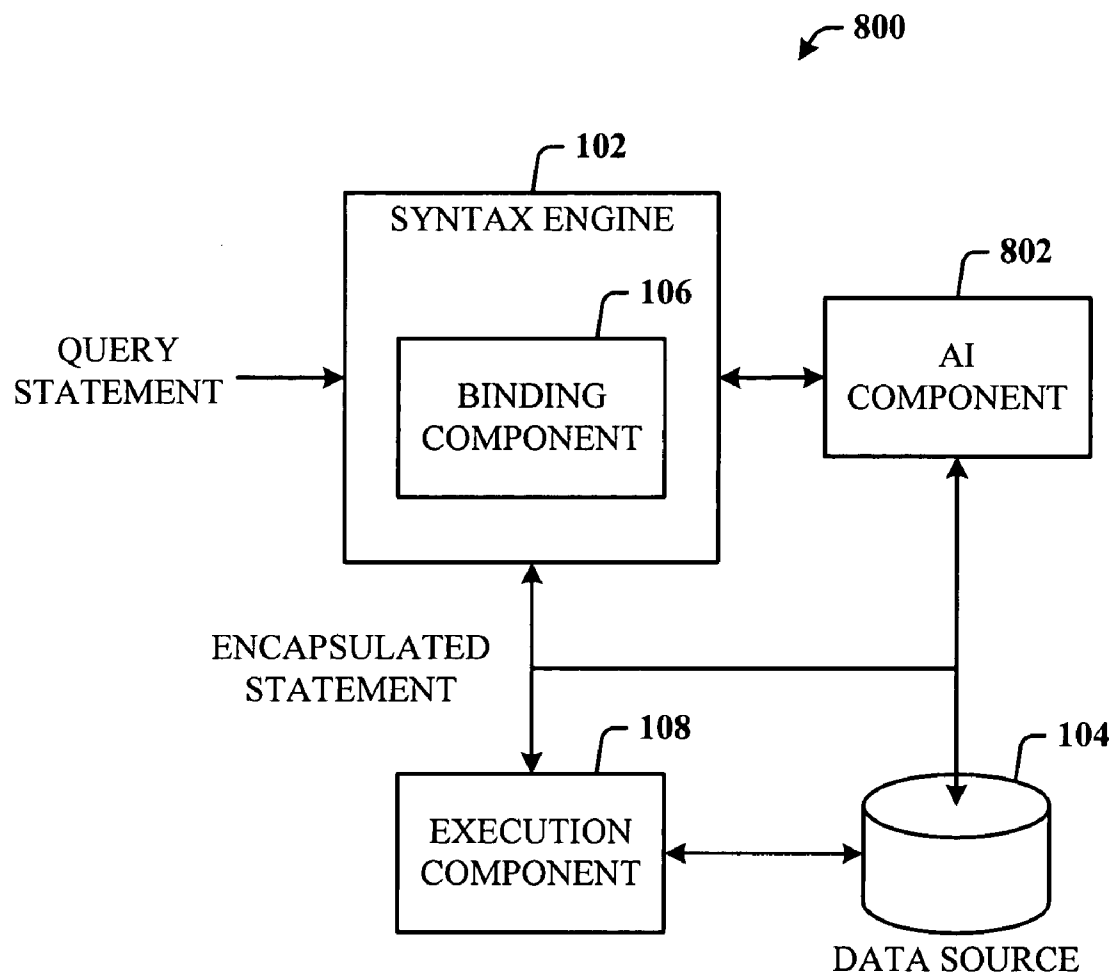 800
102
SYNTAX ENGINE
802
106
QUERY
STATEMENT
BINDING
COMPONENT
AI
COMPONENT
ENCAPSULATED
STATEMENT
108
104
EXECUTION
COMPONENT
DATA SOURCE